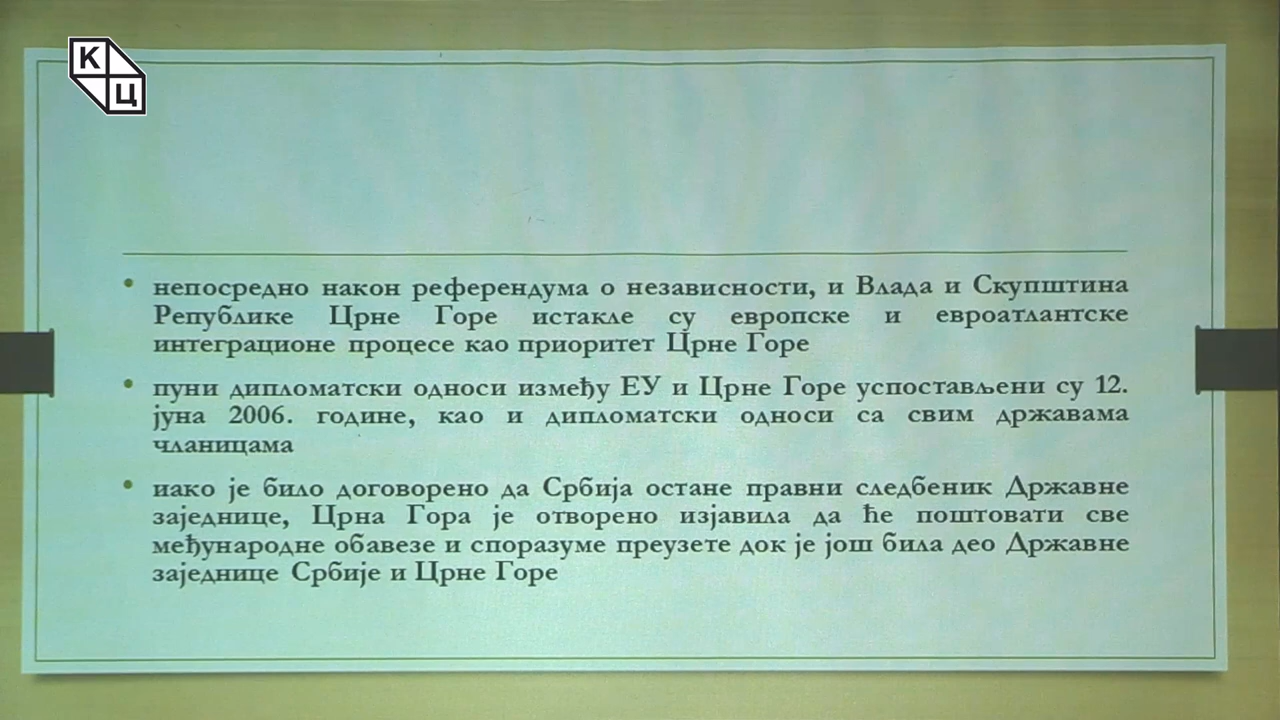 К
Ц
• непосредно након референдума о независности, и Влада и Скупштина
Републике Црне Горе истакле су европске и евроатлантске
интеграционе процесе као приоритет Црне Горе
• пуни дипломатски односи између ЕУ и Црне Горе успостављени су 12.
јуна 2006. године, као и дипломатски односи са свим државама
чланицама
• иако је било договорено да Србија остане правни следбеник Државне
заједнице, Црна Гора је отворено изјавила да ће поштовати све
међународне обавезе и споразуме преузете док је још била део Државне
заједнице Србије и Црне Горе